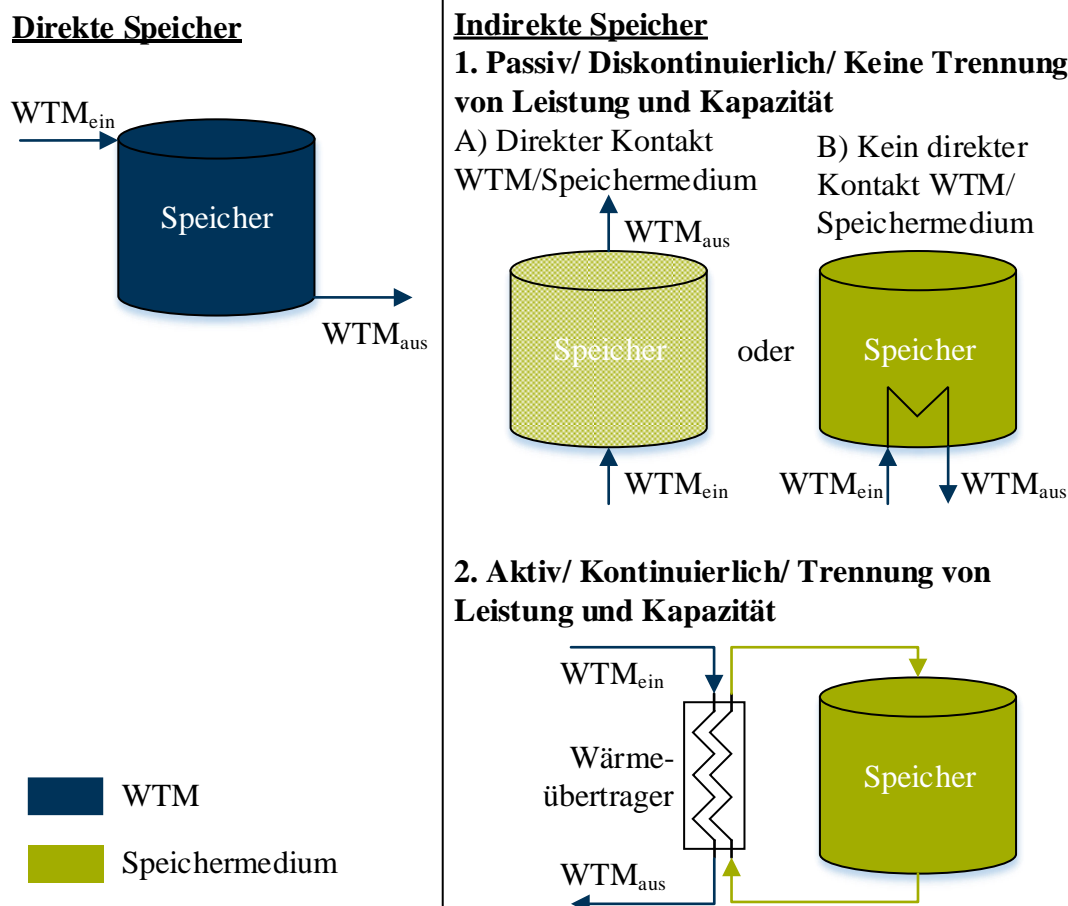 Direkte Speicher
WTMein
Speicher
WTMaus
WTM
Speichermedium
Indirekte Speicher
1. Passiv/ Diskontinuierlich/ Keine Trennung
von Leistung und Kapazität
A) Direkter Kontakt
WTM/Speichermedium
WTMaus
Speicher
WTMein
oder
B) Kein direkter
Kontakt WTM/
Speichermedium
Speicher
WTMein
WTMaus
2. Aktiv/ Kontinuierlich/ Trennung von
Leistung und Kapazität
WTMein
Wärme-
übertrager
WTMaus
Speicher